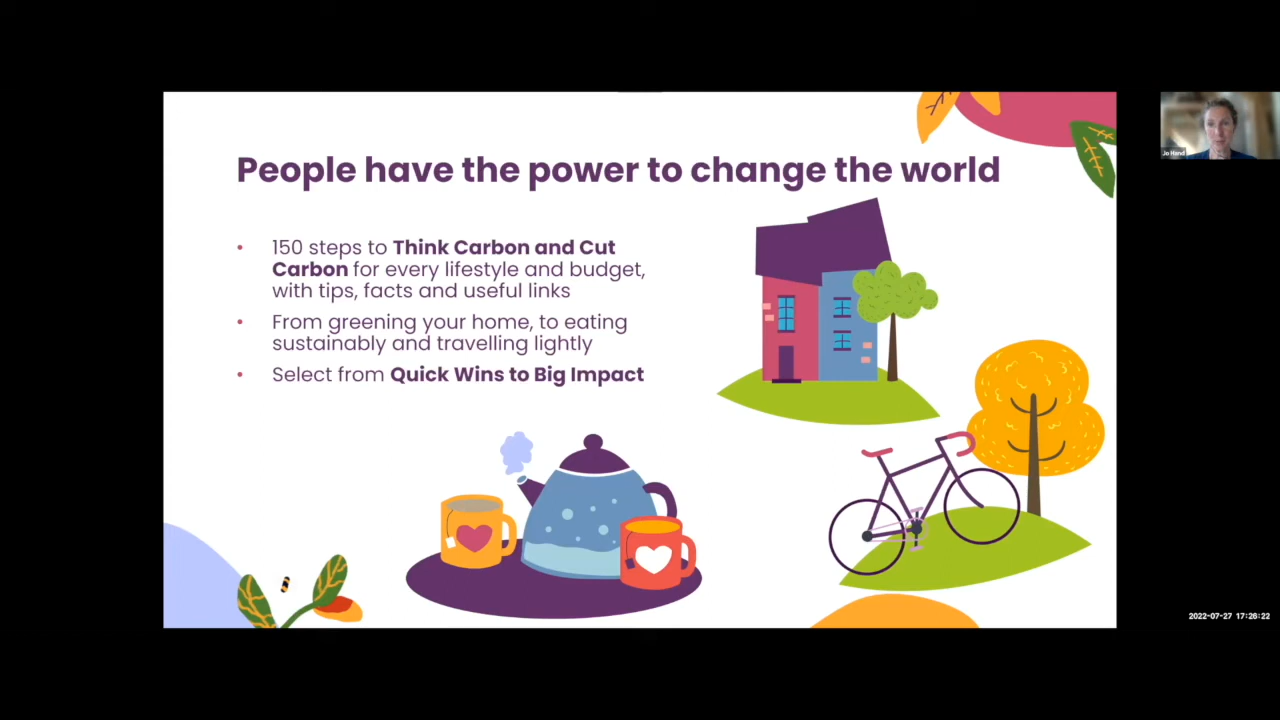 People have the power to change the world
• 150 steps to Think Carbon and Cut
Carbon for every lifestyle and budget,
with tips, facts and useful links
• From greening your home, to eating
sustainably and travelling lightly
• Select from Quick Wins to Big Impact
Jo Hand
2022-07-27 17:26:22